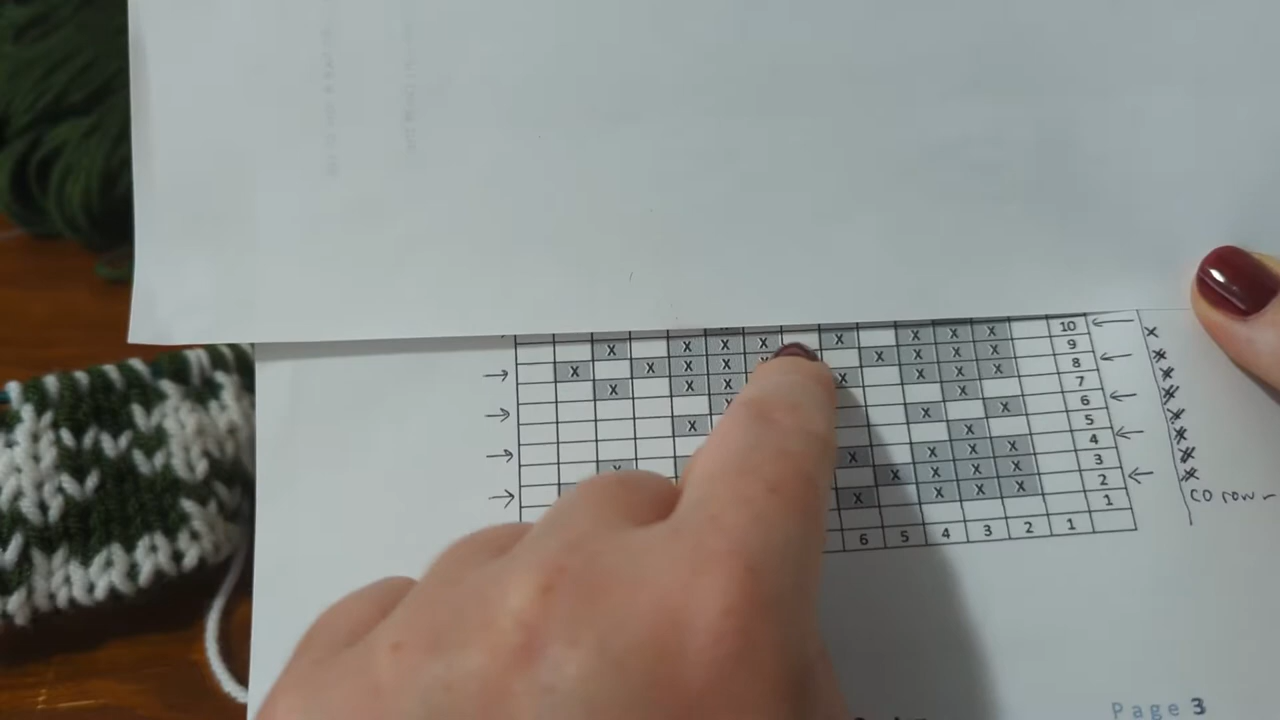 X X X X X X X X 10 x
X X X X X X X X 9 x
X X X X X X X 8 x
X X 7 x
X X X 6 x
X 5 x
X X X X 4 x
X X X X 3 x
X X X X 2 x
1 co row -
6 5 4 3 2 1
Page 3